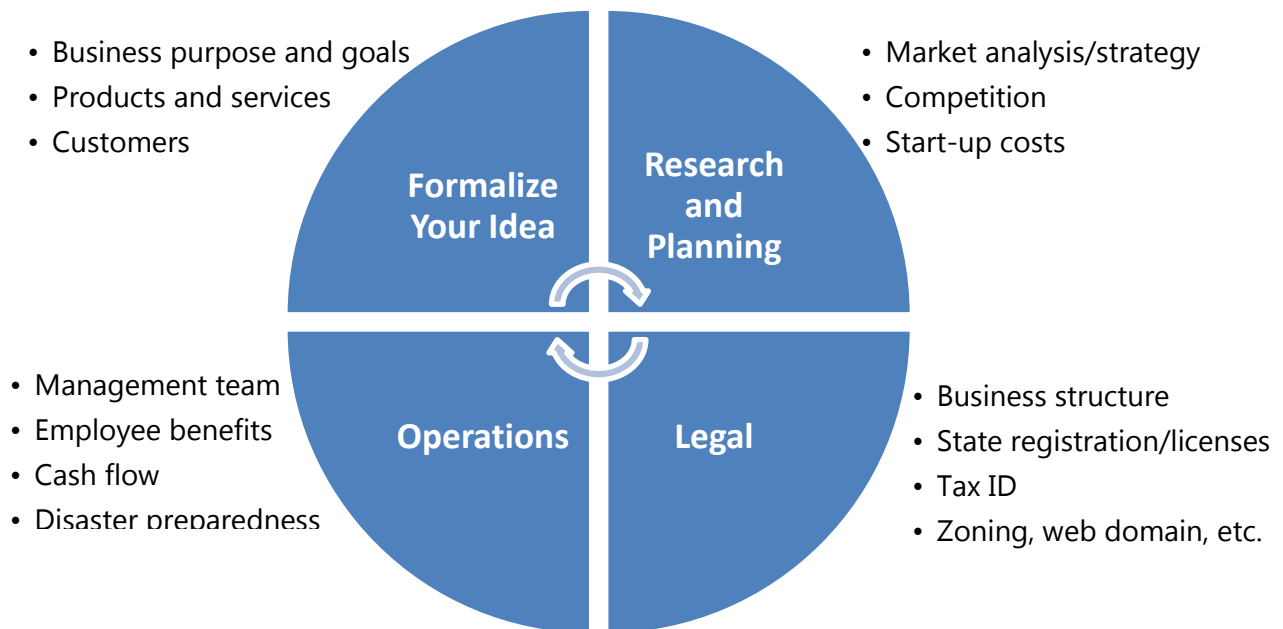 • Business purpose and goals
• Products and services
• Customers
• Market analysis/strategy
• Competition
• Start-up costs
Formalize
Your Idea
Research
and
Planning
• Management team
• Employee benefits
• Cash flow
• Disaster preparedness
Operations
Legal
• Business structure
• State registration/licenses
• Tax ID
• Zoning, web domain, etc.